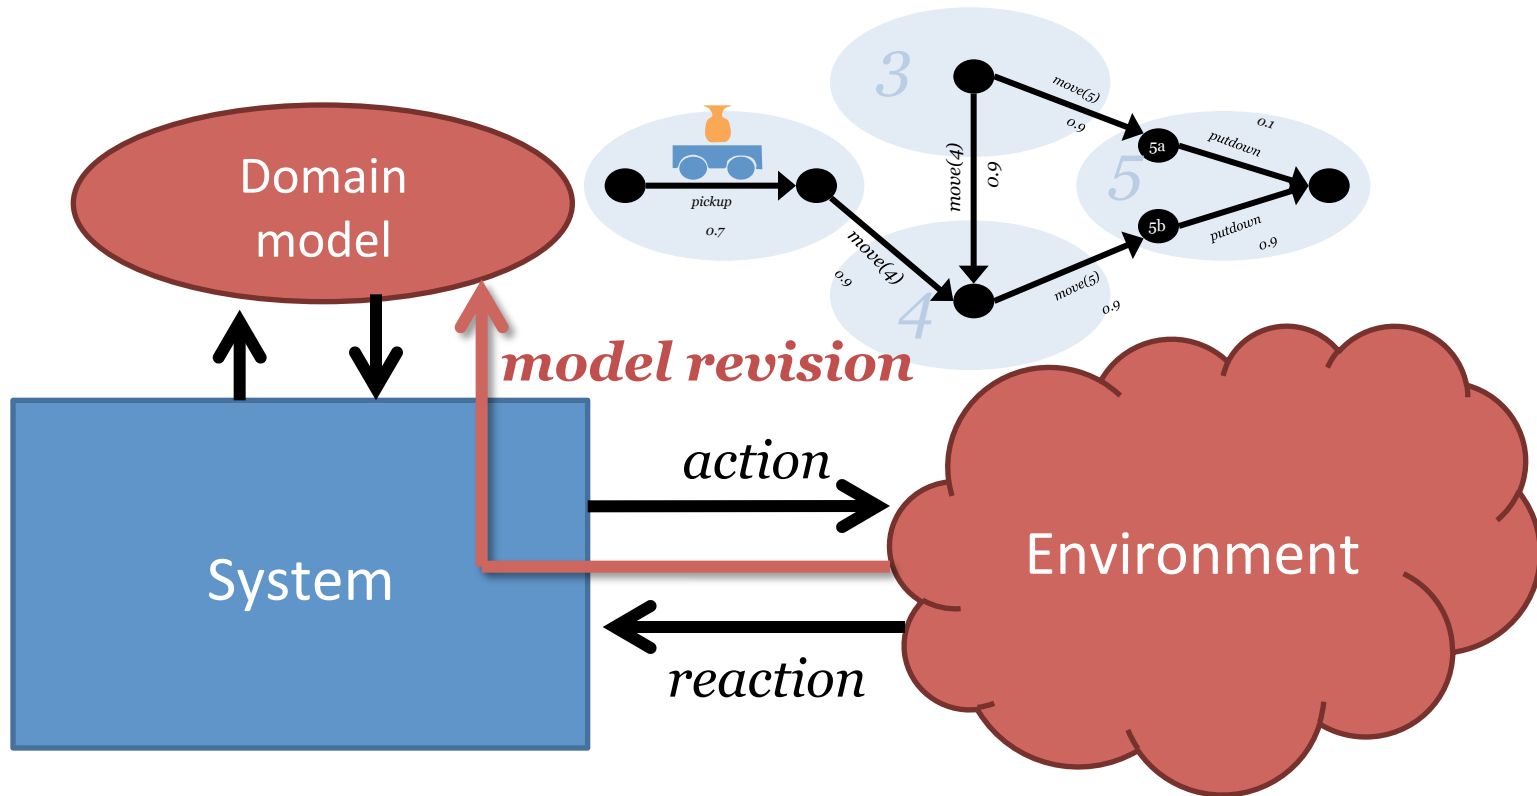 3
move(5)
0.9
0.1
putdown
5a
5
Domain
model
pickup
0.7
move(4)
0.9
5b
putdown
0.9
move(4)
0.9
move(5)
0.9
4
model revision
action
System
Environment
reaction